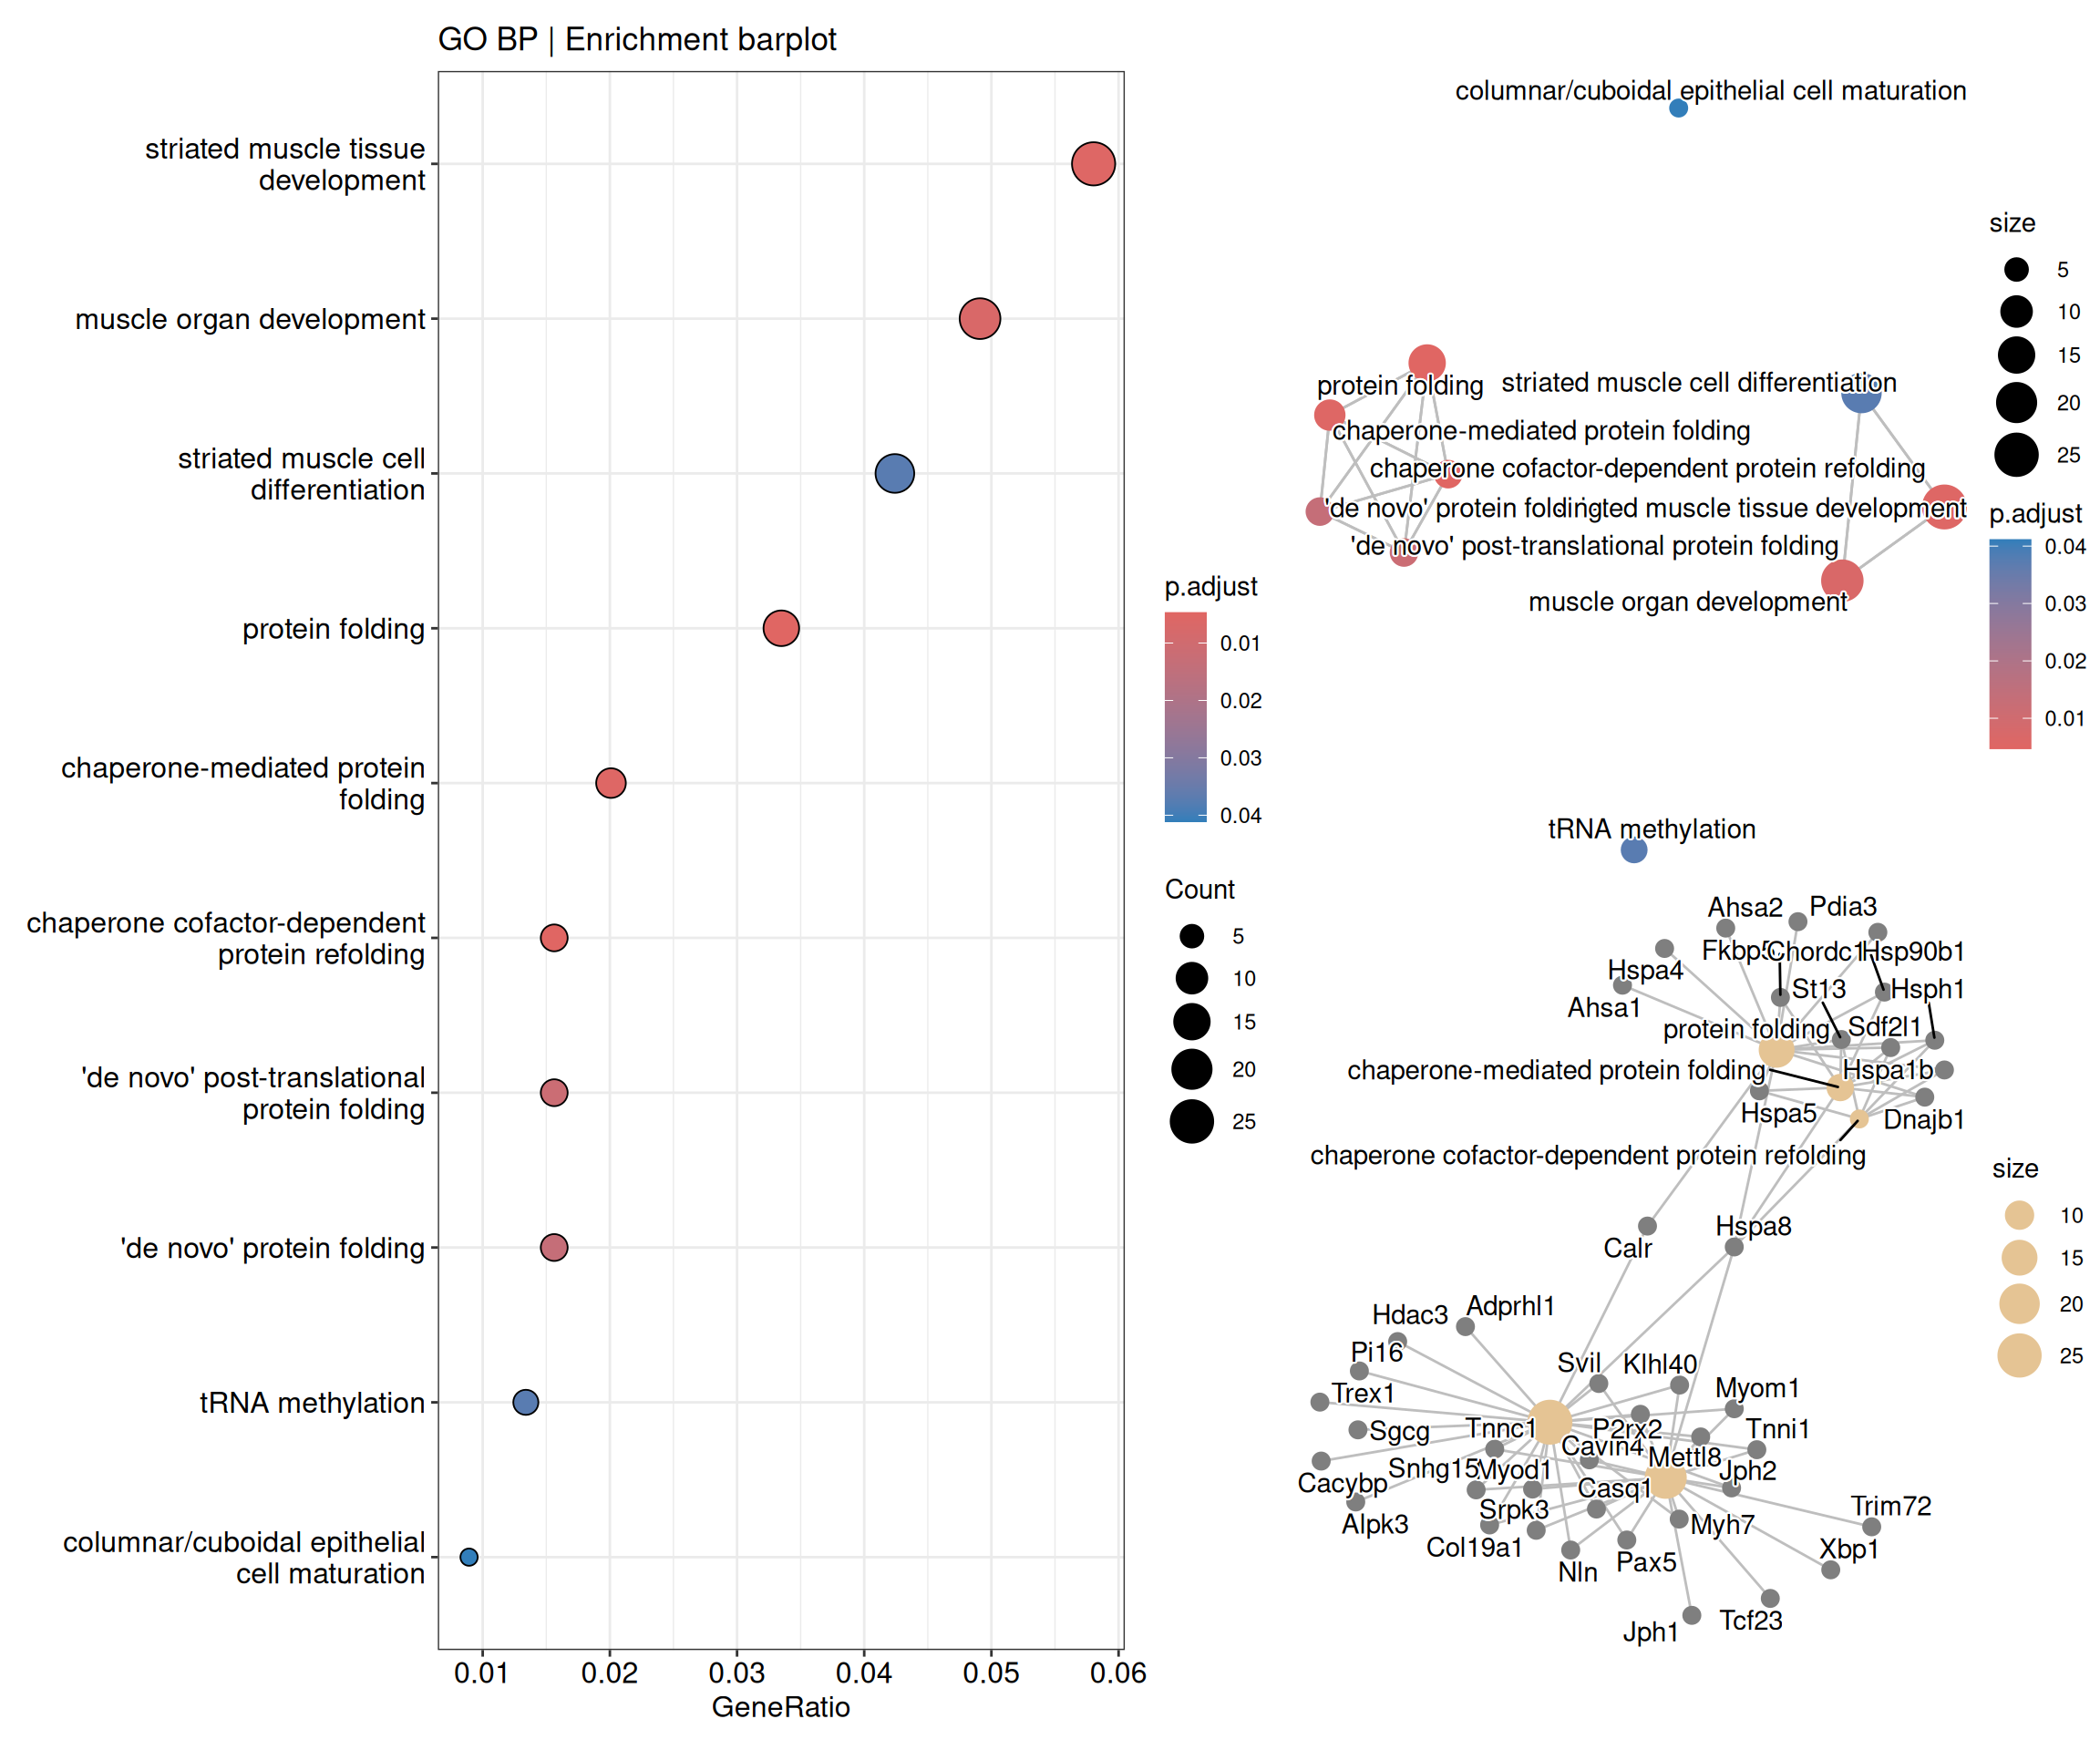 GO BP | Enrichment barplot
striated muscle tissue
development
muscle organ development
striated muscle cell
differentiation
protein folding
chaperone-mediated protein
folding
chaperone cofactor-dependent
protein refolding
'de novo' post-translational
protein folding
'de novo' protein folding
tRNA methylation
columnar/cuboidal epithelial
cell maturation
0.01 0.02 0.03 0.04 0.05 0.06
GeneRatio
p.adjust
0.01
0.02
0.03
0.04
Count
5
10
15
20
25
columnar/cuboidal epithelial cell maturation
protein folding
striated muscle cell differentiation
chaperone-mediated protein folding
chaperone cofactor-dependent protein refolding
'de novo' protein folding
muscle tissue development
'de novo' post-translational protein folding
muscle organ development
tRNA methylation
size
5
10
15
20
25
p.adjust
0.04
0.03
0.02
0.01
Ahsa2
Pdia3
Fkbp5
Chordc1
Hsp90b1
Hspa4
St13
Hsph1
Ahsa1
protein folding
Sdf2l1
chaperone-mediated protein folding
Hspa1b
Hspa5
Dnajb1
chaperone cofactor-dependent protein refolding
Calr
Hspa8
Hdac3
Adprhl1
Pi16
Svil
Klhl40
Trex1
Myom1
Sgcg
Tnnc1
P2rx2
Tnni1
Cavin4
Mettl8
Cacybp
Snhg15
Myod1
Jph2
Casq1
Srpk3
Alpk3
Trim72
Myh7
Col19a1
Nln
Pax5
Xbp1
Jph1
Tcf23
size
10
15
20
25